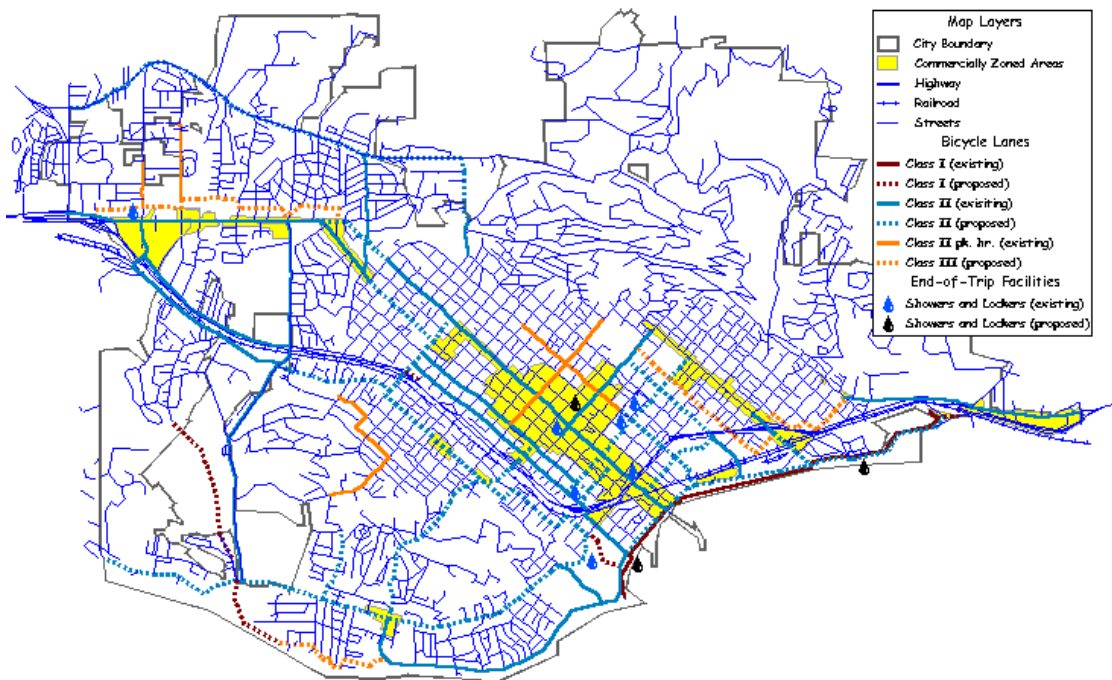 Map Layers
City Boundary
Commercially Zoned Areas
Highway
Railroad
Streets
Bicycle Lanes
Class I (existing)
Class I (proposed)
Class II (exisiting)
Class II (proposed)
Class II pk. hr. (existing)
Class III (proposed)
End-of-Trip Facilities
Showers and Lockers (existing)
Showers and Lockers (proposed)